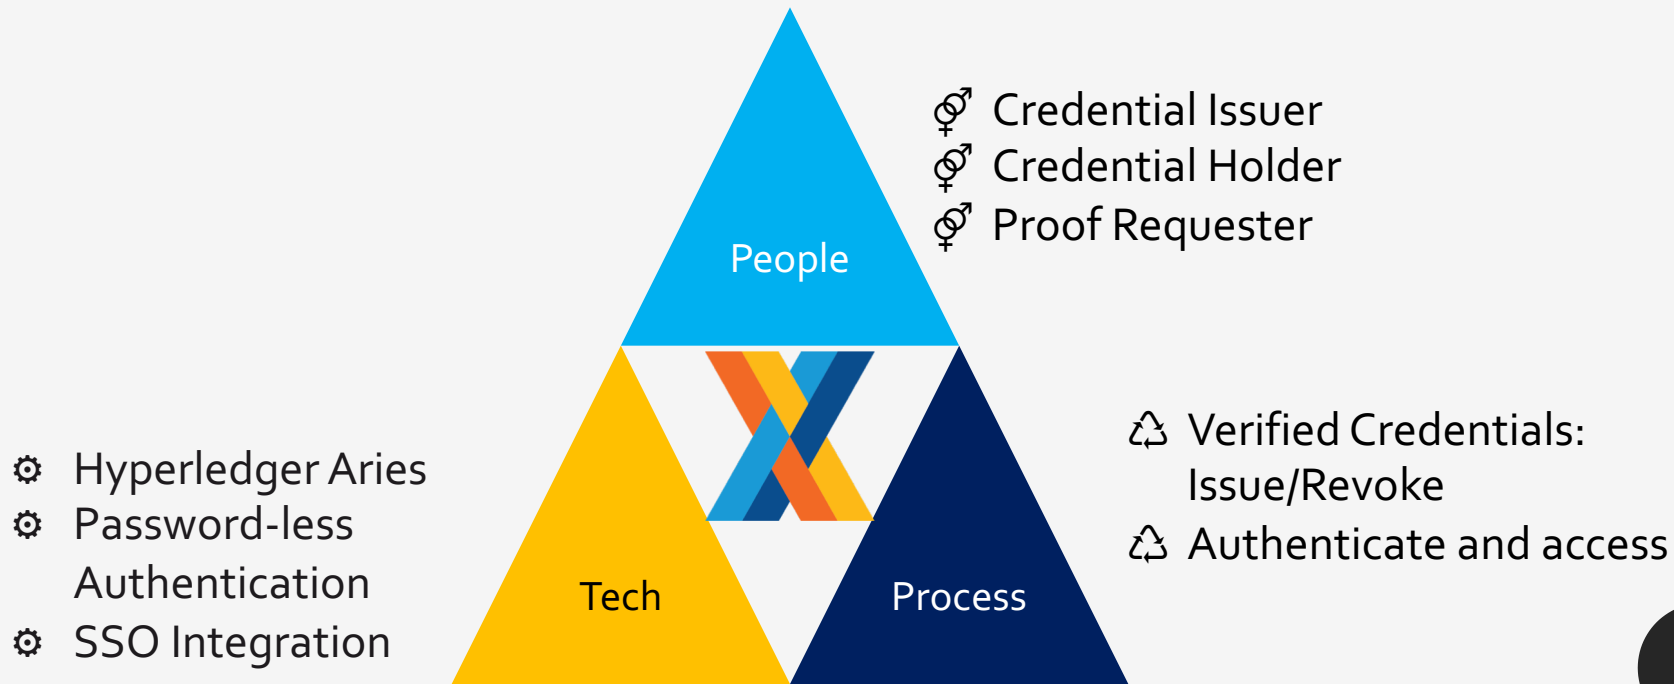 Credential Issuer
Credential Holder
Proof Requester
People
Verified Credentials:
Issue/Revoke
Authenticate and access
Process
Hyperledger Aries
Password-less
Authentication
SSO Integration
Tech